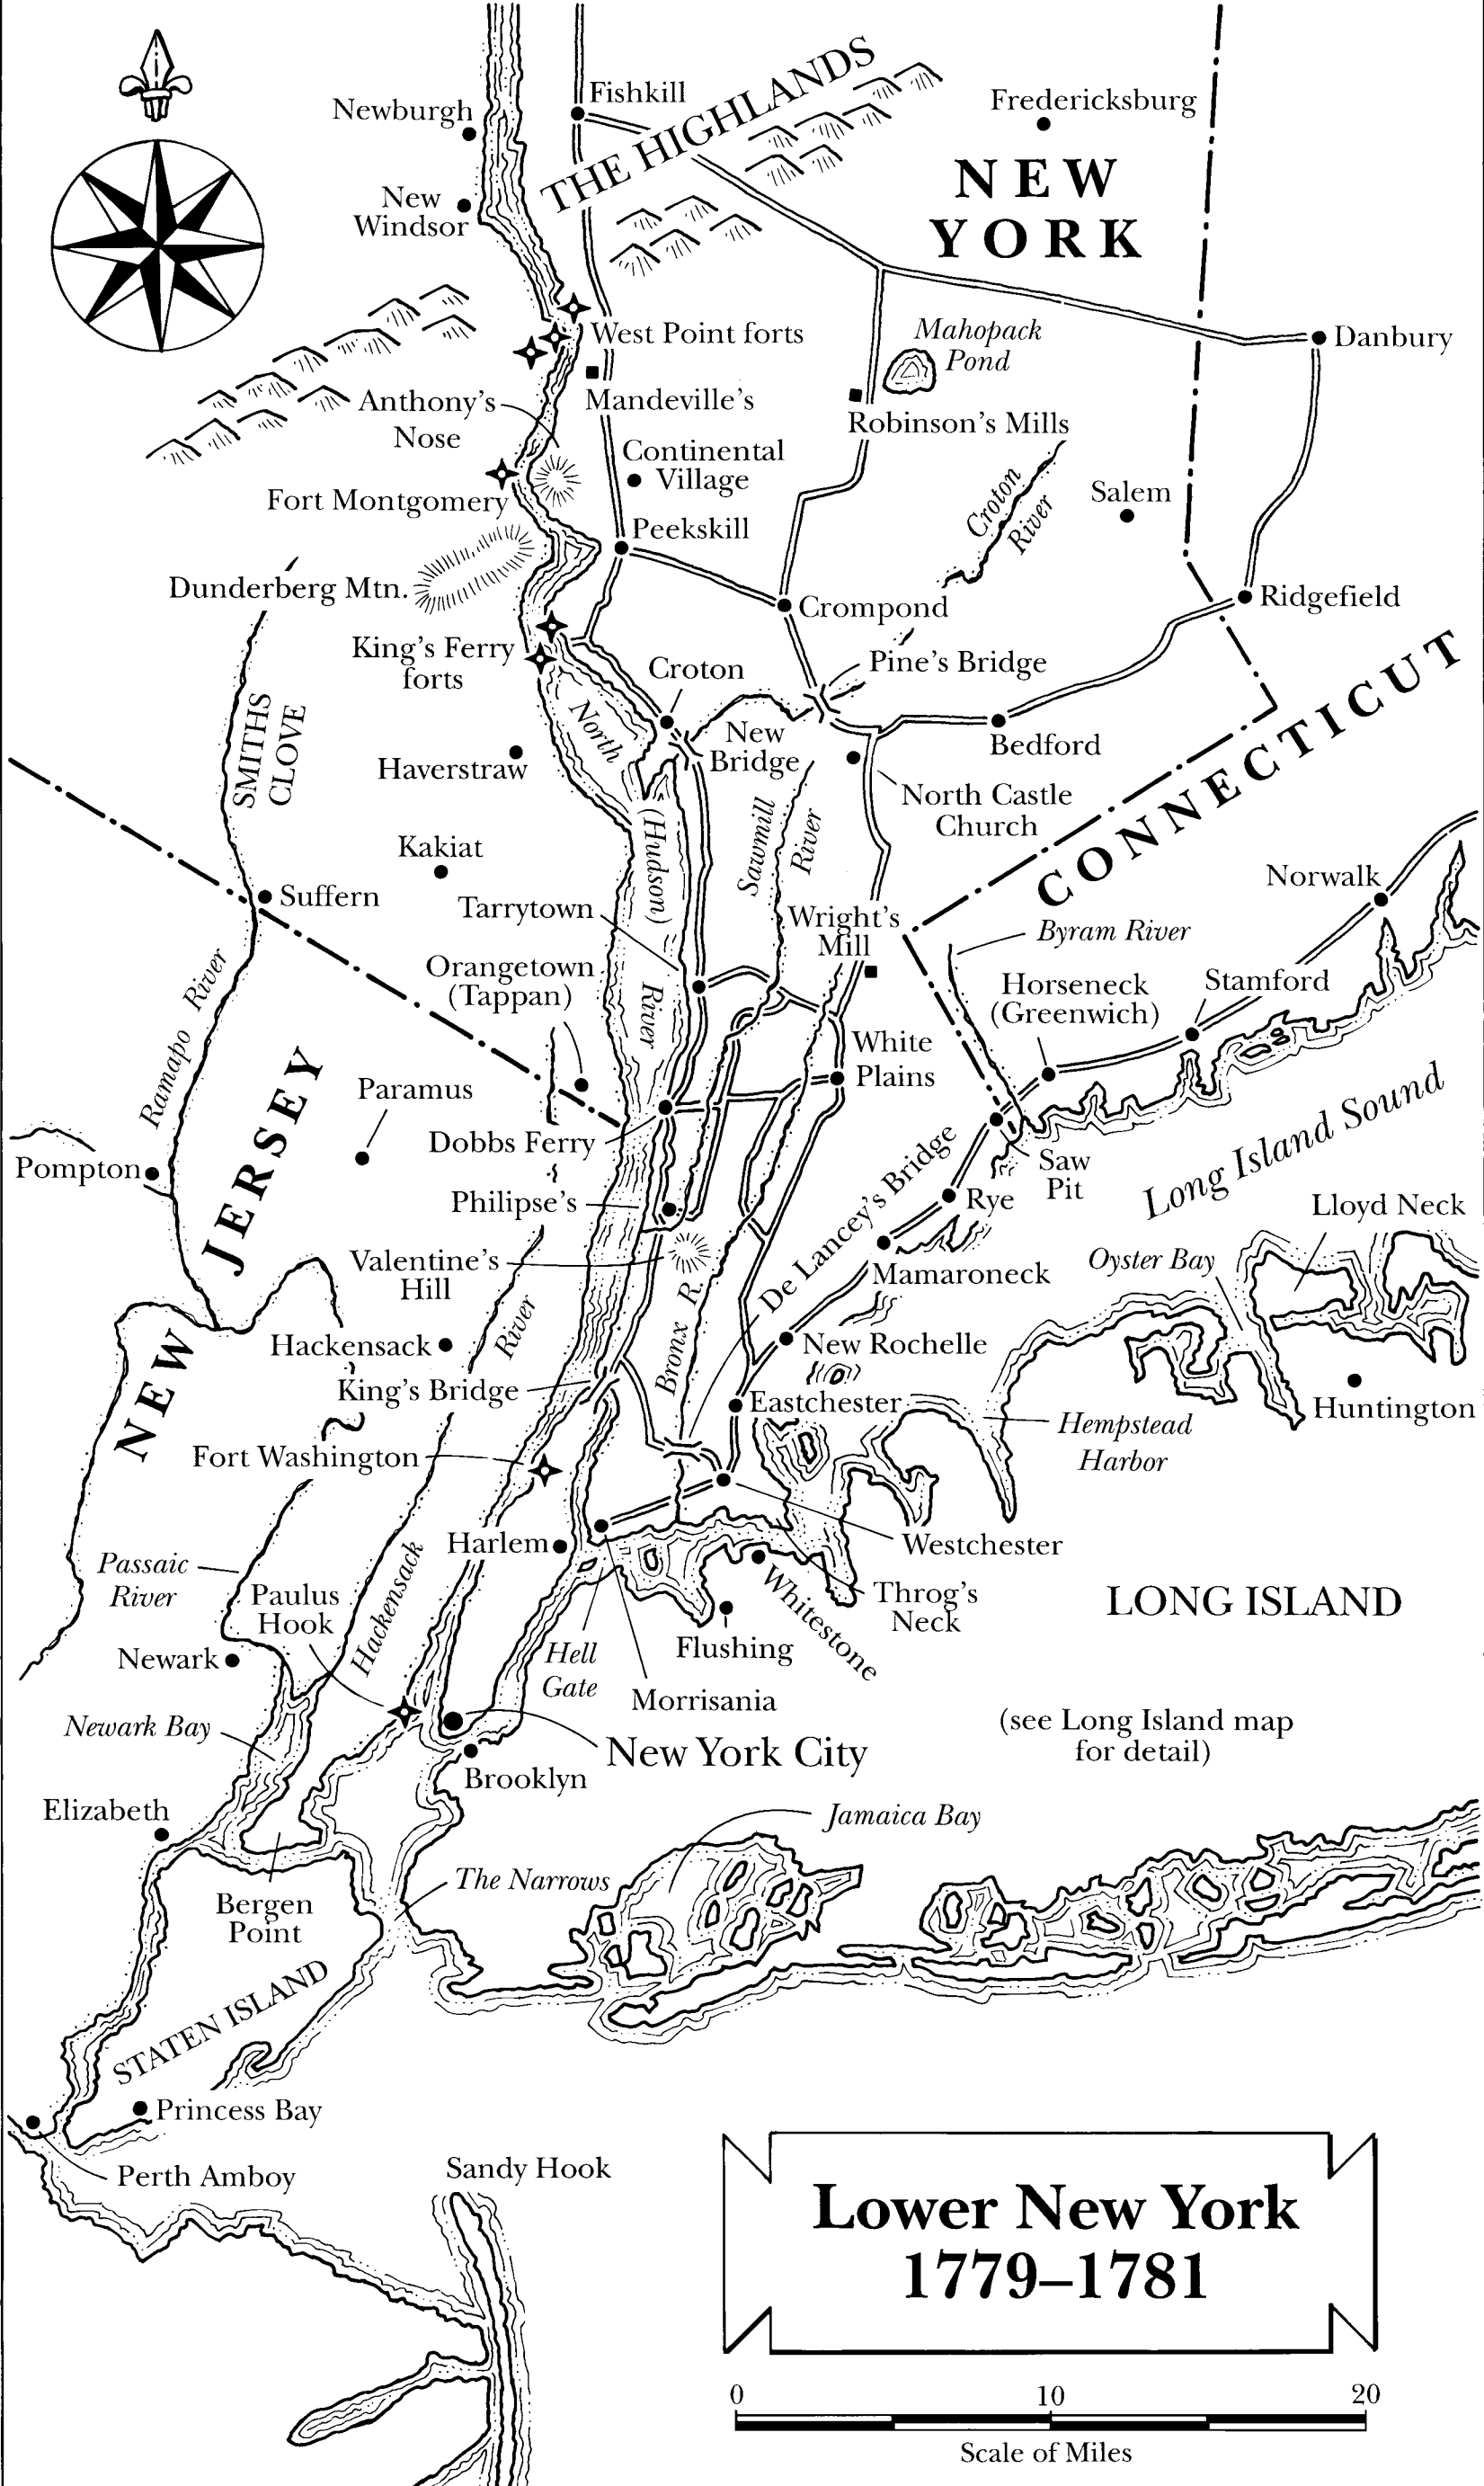 Fishkill
THE HIGHLANDS
Newburgh
Fredericksburg
NEW
YORK
New
Windsor
West Point forts
Mahopack
Pond
Danbury
Anthony's
Nose
Mandeville's
Robinson's Mills
Continental
Village
Croton
River
Salem
Fort Montgomery
Peekskill
Dunderberg Mtn.
Crompond
Ridgefield
King's Ferry
forts
Croton
Pine's Bridge
CONNECTICUT
SMITHS
CLOVE
North
(Hudson)
River
New
Bridge
Bedford
Haverstraw
North Castle
Church
Sawmill
River
Kakiat
Suffern
Norwalk
Tarrytown
Wright's
Mill
Byram River
Orangetown
(Tappan)
Horseneck
(Greenwich)
Stamford
Ramapo River
White
Plains
Paramus
Long Island Sound
Dobbs Ferry
Pompton
Saw
Pit
De Lancey's Bridge
Philipse's
Rye
Lloyd Neck
NEW JERSEY
Valentine's
Hill
Mamaroneck
Oyster Bay
Bronx R.
Hackensack
New Rochelle
Hackensack River
King's Bridge
Eastchester
Huntington
Hempstead
Harbor
Fort Washington
Harlem
Westchester
Passaic
River
Paulus
Hook
Throg's
Neck
Whitestone
LONG ISLAND
Newark
Hell
Gate
Flushing
Morrisania
Newark Bay
(see Long Island map
for detail)
New York City
Brooklyn
Elizabeth
Jamaica Bay
The Narrows
Bergen
Point
STATEN ISLAND
Princess Bay
Perth Amboy
Sandy Hook
Lower New York
1779–1781
0 10 20
Scale of Miles